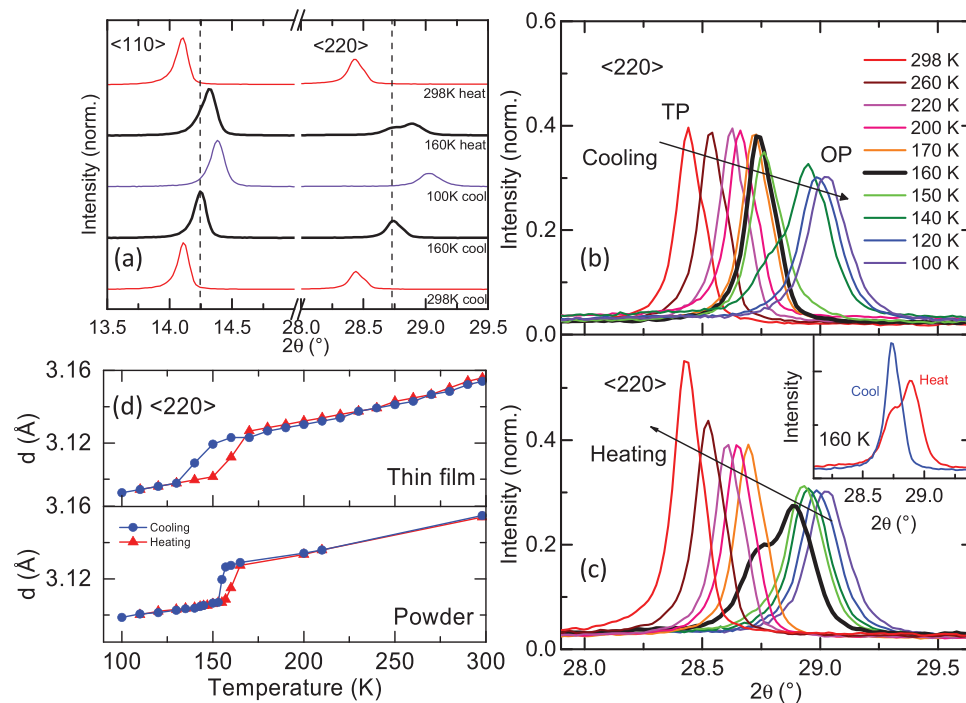 <110>
<220>
298K heat
160K heat
100K cool
160K cool
298K cool
Intensity (norm.)
(a)
13.5 14.2 14.4 28.0 28.5 29.0 29.5
2θ (°)
0.6
0.4
0.2
0.0
Intensity (norm.)
<220>
TP
Cooling
OP
(b)
298 K
260 K
220 K
200 K
170 K
160 K
150 K
140 K
120 K
100 K
3.16
3.12
d (Å)
(d) <220>
Thin film
3.16
3.12
d (Å)
Cooling
Heating
Powder
100 150 200 250 300
Temperature (K)
0.6
0.4
0.2
0.0
Intensity (norm.)
<220>
Heating
(c)
Intensity
Cool
Heat
160 K
28.5 29.0
2θ (°)
28.0 28.5 29.0 29.5
2θ (°)